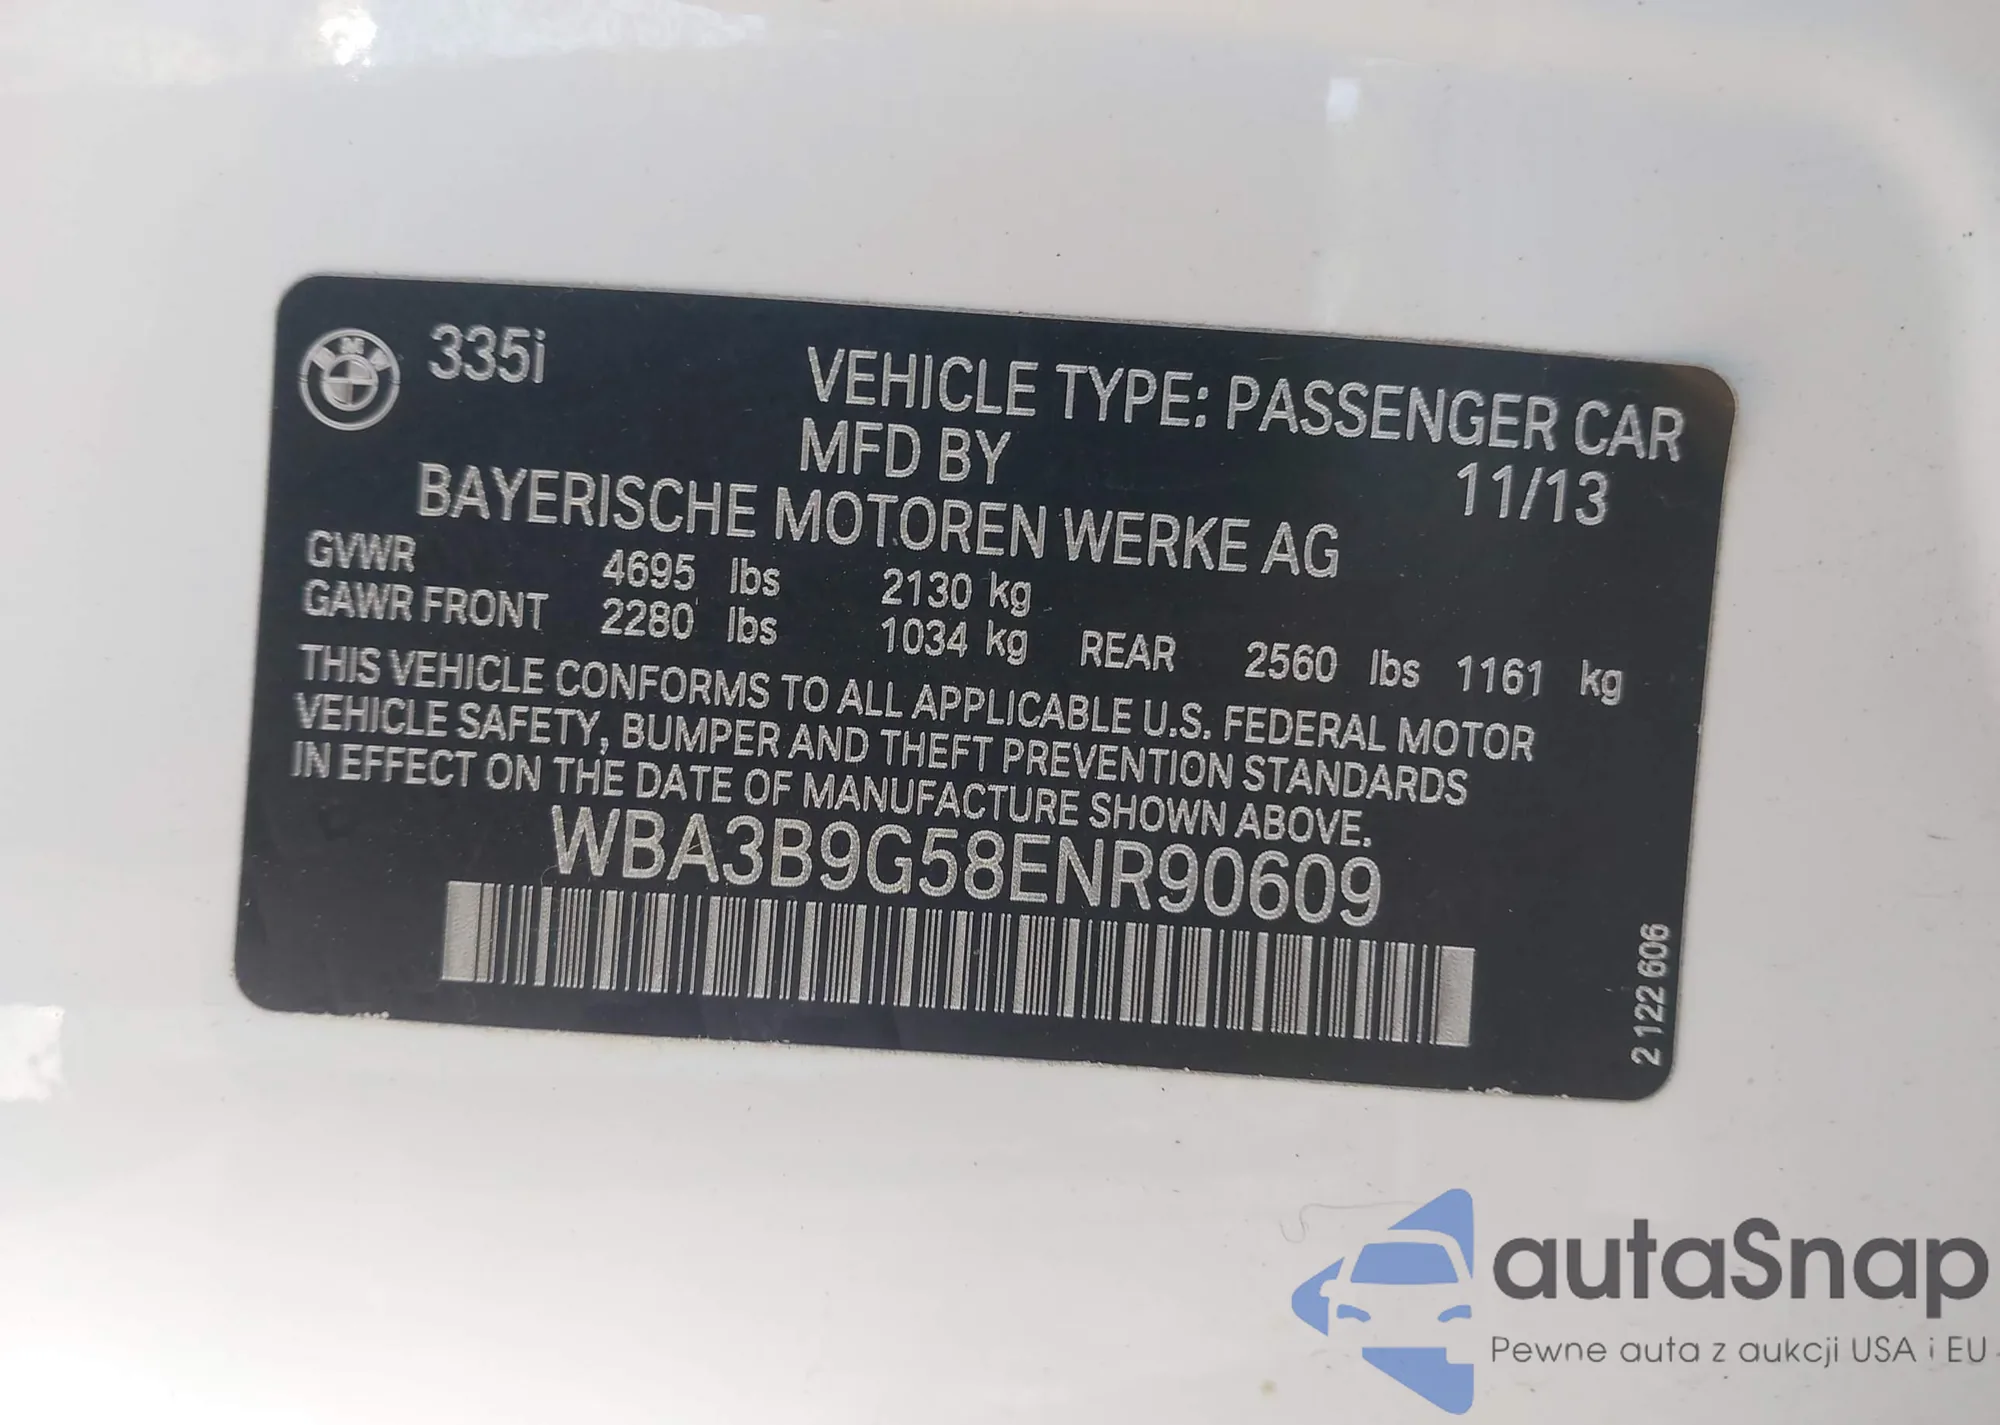 BMW
335i
VEHICLE TYPE: PASSENGER CAR
MFD BY
11/13
BAYERISCHE MOTOREN WERKE AG
GVWR 4695 lbs 2130 kg
GAWR FRONT 2280 lbs 1034 kg REAR 2560 lbs 1161 kg
THIS VEHICLE CONFORMS TO ALL APPLICABLE U.S. FEDERAL MOTOR
VEHICLE SAFETY, BUMPER AND THEFT PREVENTION STANDARDS
IN EFFECT ON THE DATE OF MANUFACTURE SHOWN ABOVE.
WBA3B9G58ENR90609
2 122 606
autaSnap
Pewne auta z aukcji USA i EU